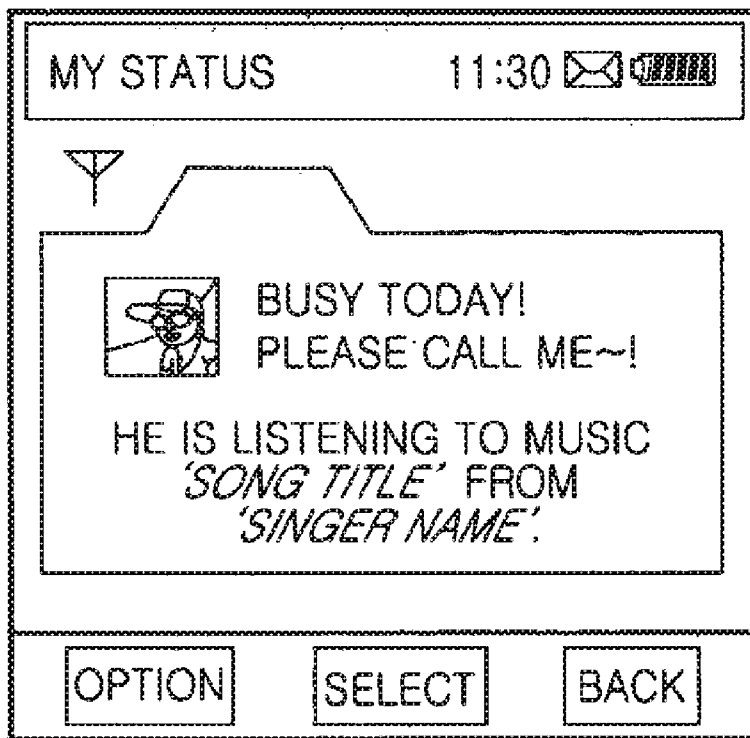 MY STATUS 11:30
BUSY TODAY!
PLEASE CALL ME~!
HE IS LISTENING TO MUSIC
'SONG TITLE' FROM
'SINGER NAME'.
OPTION SELECT BACK